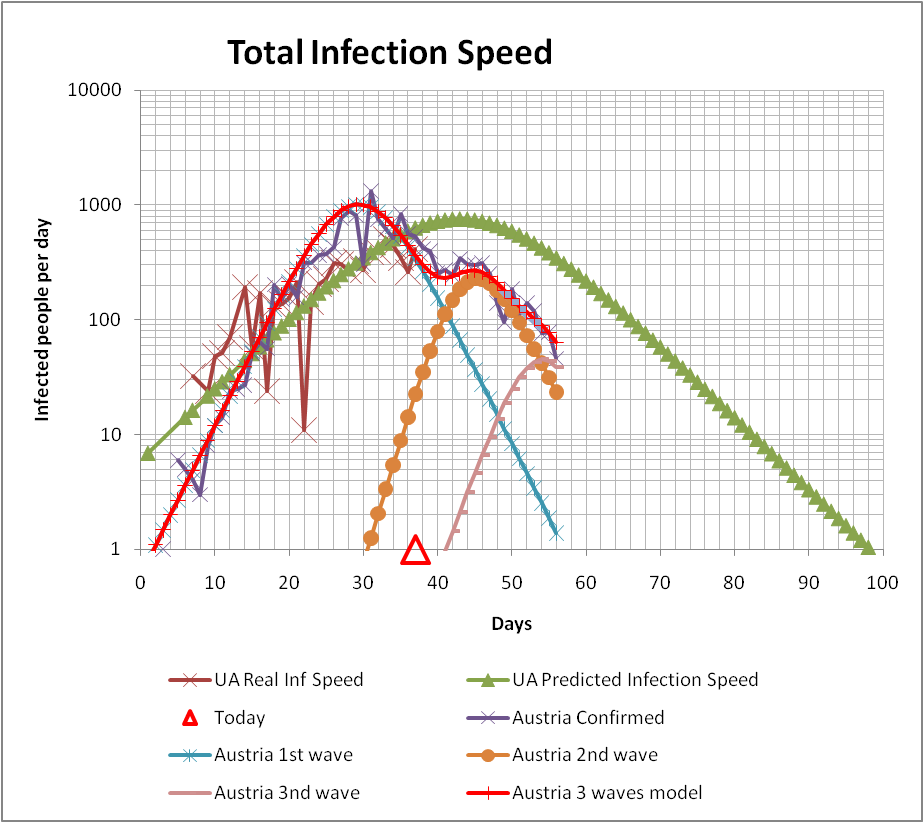 Total Infection Speed
10000
1000
100
10
1
Infected people per day
0 10 20 30 40 50 60 70 80 90 100
Days
UA Real Inf Speed
UA Predicted Infection Speed
Today
Austria Confirmed
Austria 1st wave
Austria 2nd wave
Austria 3nd wave
Austria 3 waves model